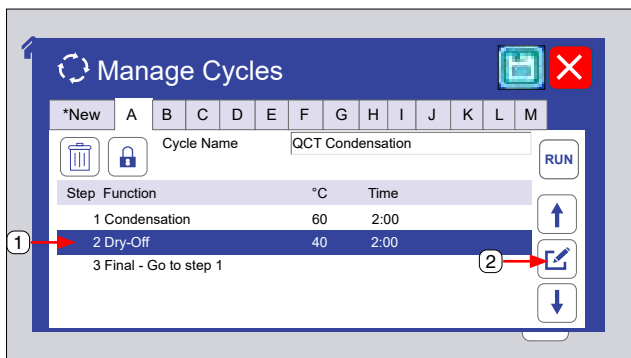 Manage Cycles
*New A B C D E F G H I J K L M
Cycle Name QCT Condensation
RUN
Step Function °C Time
1 Condensation 60 2:00
1
2 Dry-Off 40 2:00
2
3 Final - Go to step 1